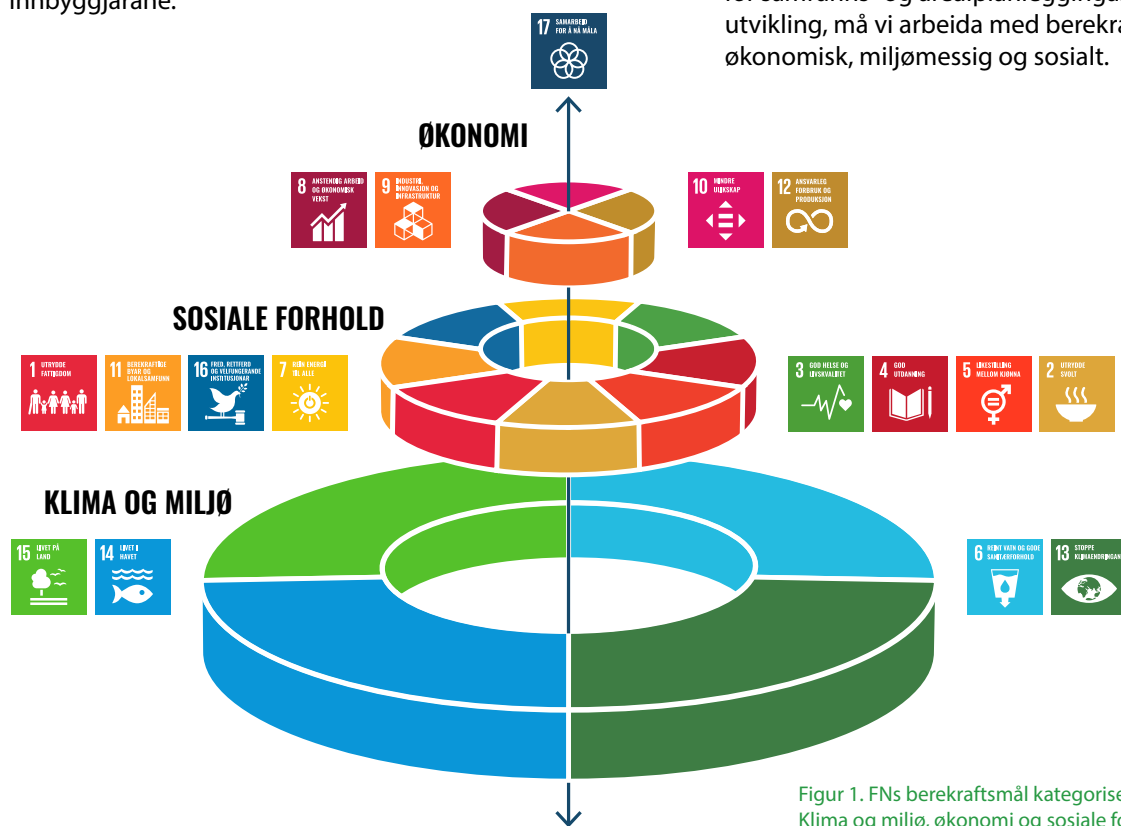 innbyggjarane.
for samfunns- og arealplanlegginga.
utvikling, må vi arbeida med berekra
økonomisk, miljømessig og sosialt.
17 SAMARBEID
FOR Å NÅ MÅLA
ØKONOMI
8 ANSTENDIG ARBEID
OG ØKONOMISK
VEKST
9 INDUSTRI,
INNOVASJON OG
INFRASTRUKTUR
10 MINDRE
ULIKSKAP
12 ANSVARLEG
FORBRUK OG
PRODUKSJON
SOSIALE FORHOLD
1 UTRYDDE
FATTIGDOM
11 BEREKRAFTIGE
BYAR OG
LOKALSAMFUNN
16 FRED, RETTFERD
OG VELFUNGERANDE
INSTITUSJONAR
7 REIN ENERGI
TIL ALLE
3 GOD HELSE OG
LIVSKVALITET
4 GOD
UTDANNING
5 LIKESTILLING
MELLOM KJØNNA
2 UTRYDDE
SVOLT
KLIMA OG MILJØ
15 LIVET PÅ
LAND
14 LIVET I
HAVET
6 REINT VATN OG GODE
SANITÆRFORHOLD
13 STOPPE
KLIMAENDRINGAN
Figur 1. FNs berekraftsmål kategorise
Klima og miljø, økonomi og sosiale fo